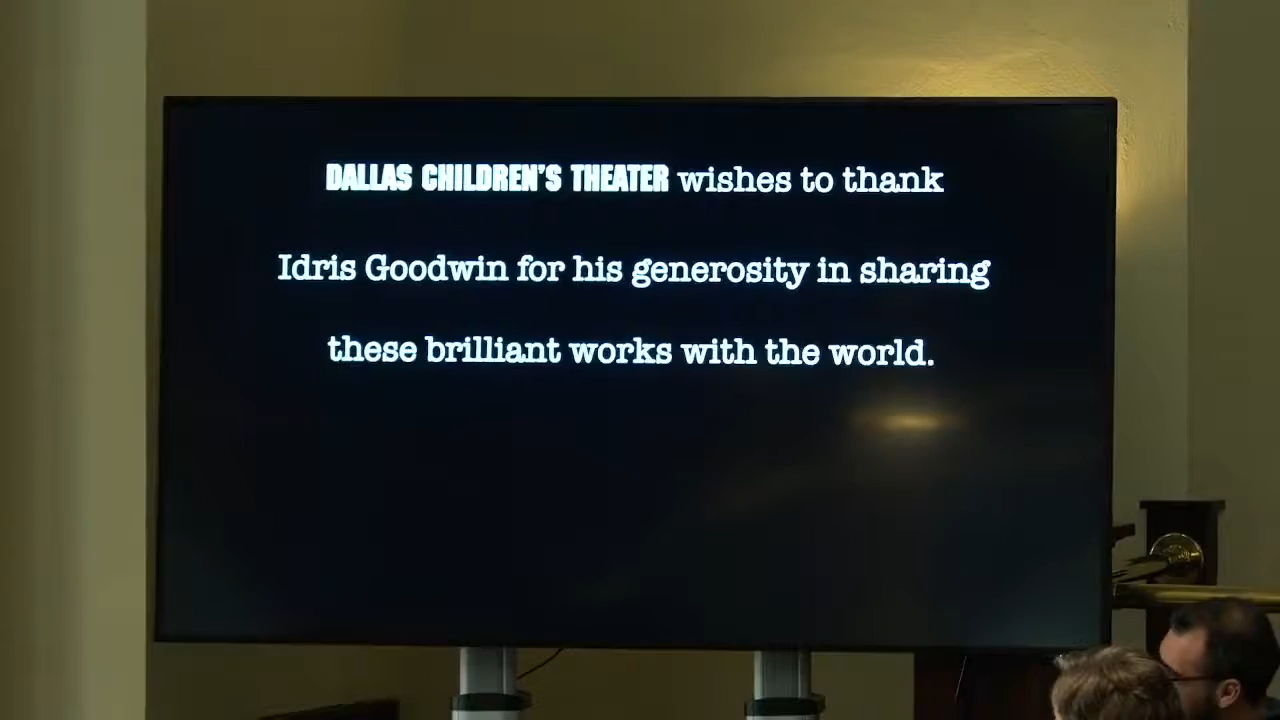 DALLAS CHILDREN'S THEATER wishes to thank
Idris Goodwin for his generosity in sharing
these brilliant works with the world.